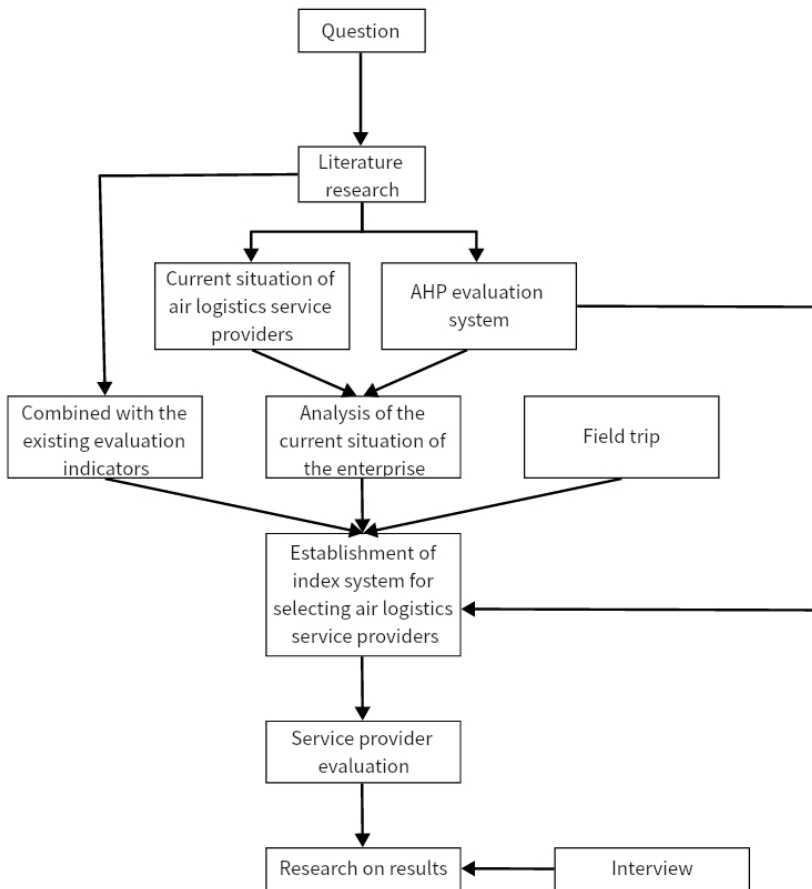 Question
Literature
research
Current situation of
air logistics service
providers
AHP evaluation
system
Combined with the
existing evaluation
indicators
Analysis of the
current situation of
the enterprise
Field trip
Establishment of
index system for
selecting air logistics
service providers
Service provider
evaluation
Research on results
Interview